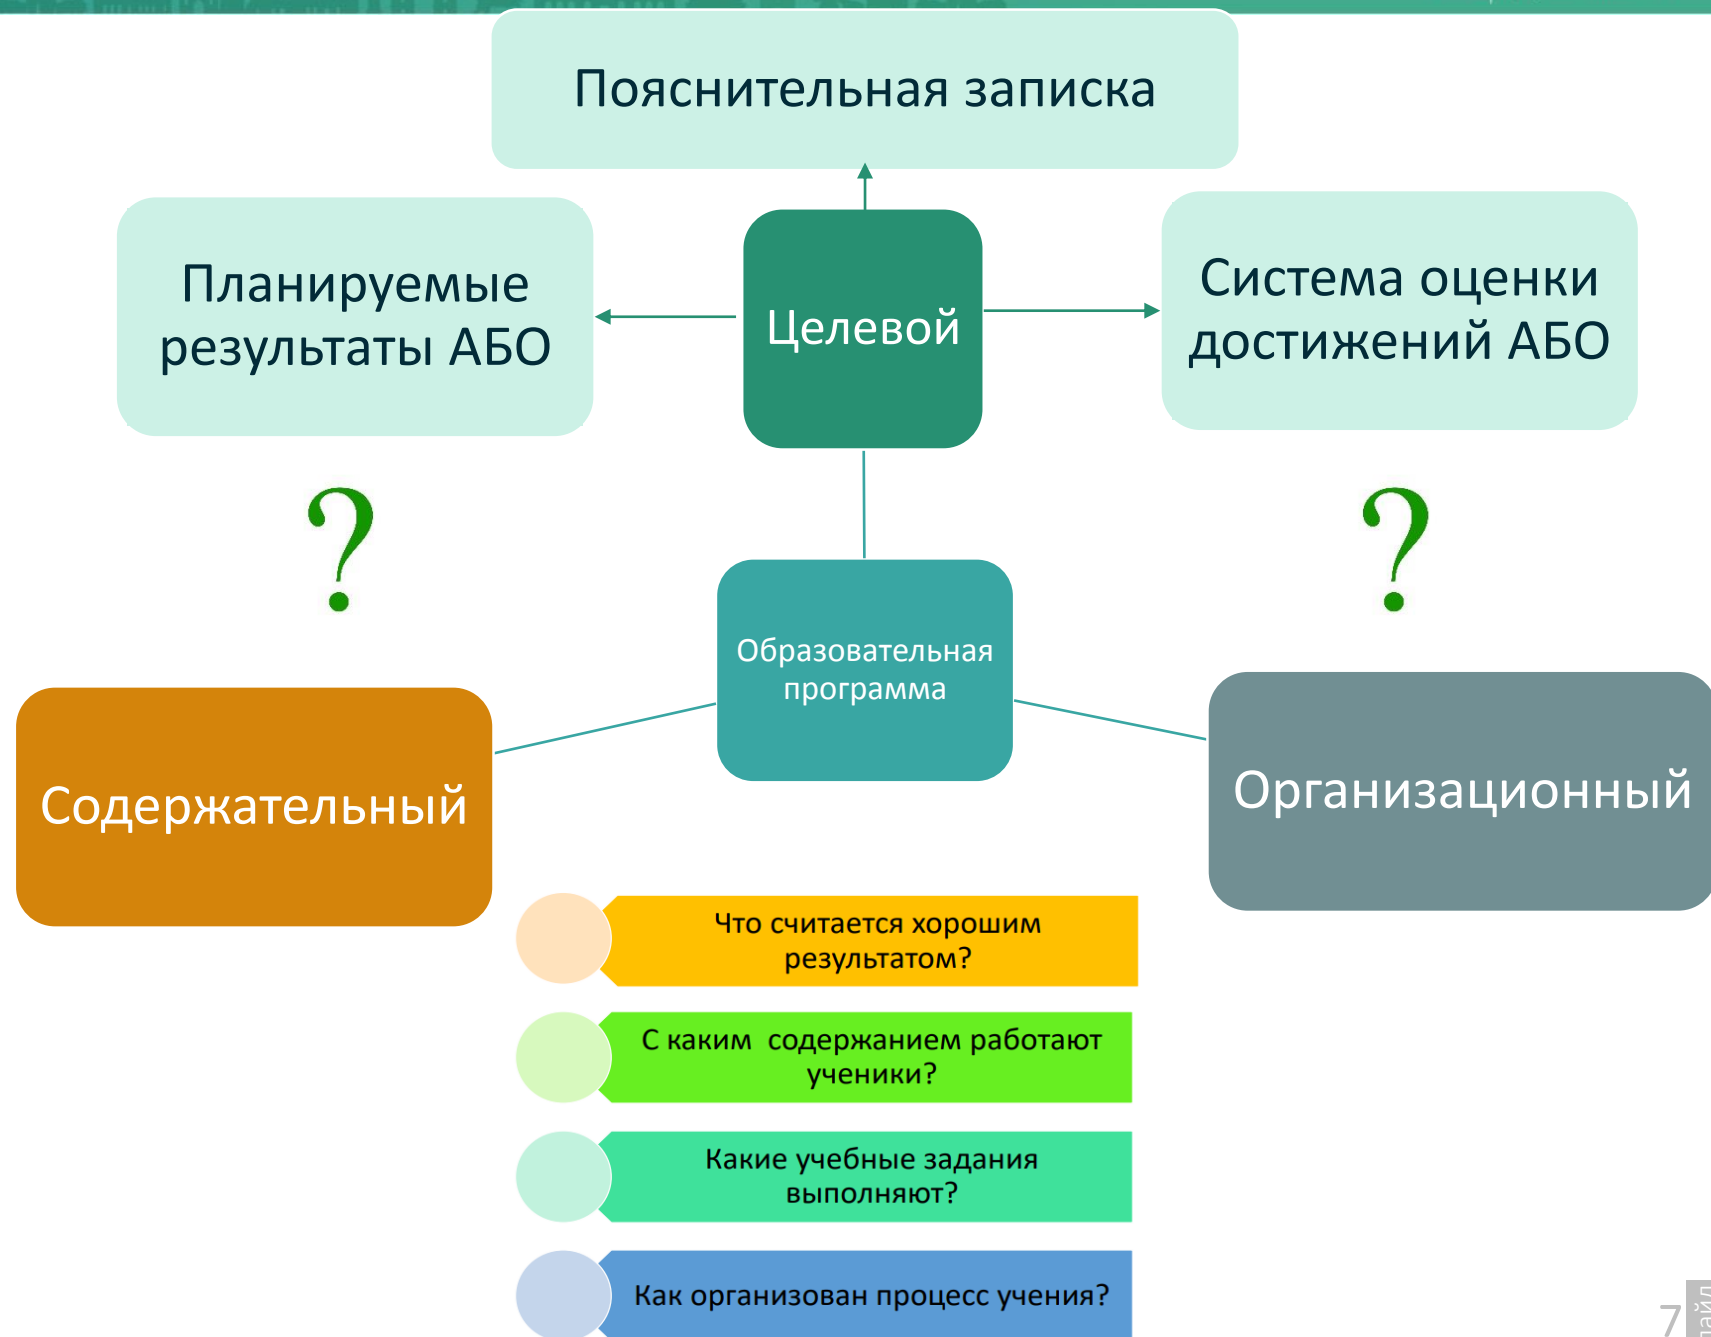 Пояснительная записка
Планируемые
результаты АБО
Целевой
Система оценки
достижений АБО
?
?
Образовательная
программа
Содержательный
Организационный
Что считается хорошим
результатом?
С каким  содержанием работают
ученики?
Какие учебные задания
выполняют?
Как организован процесс учения?
7